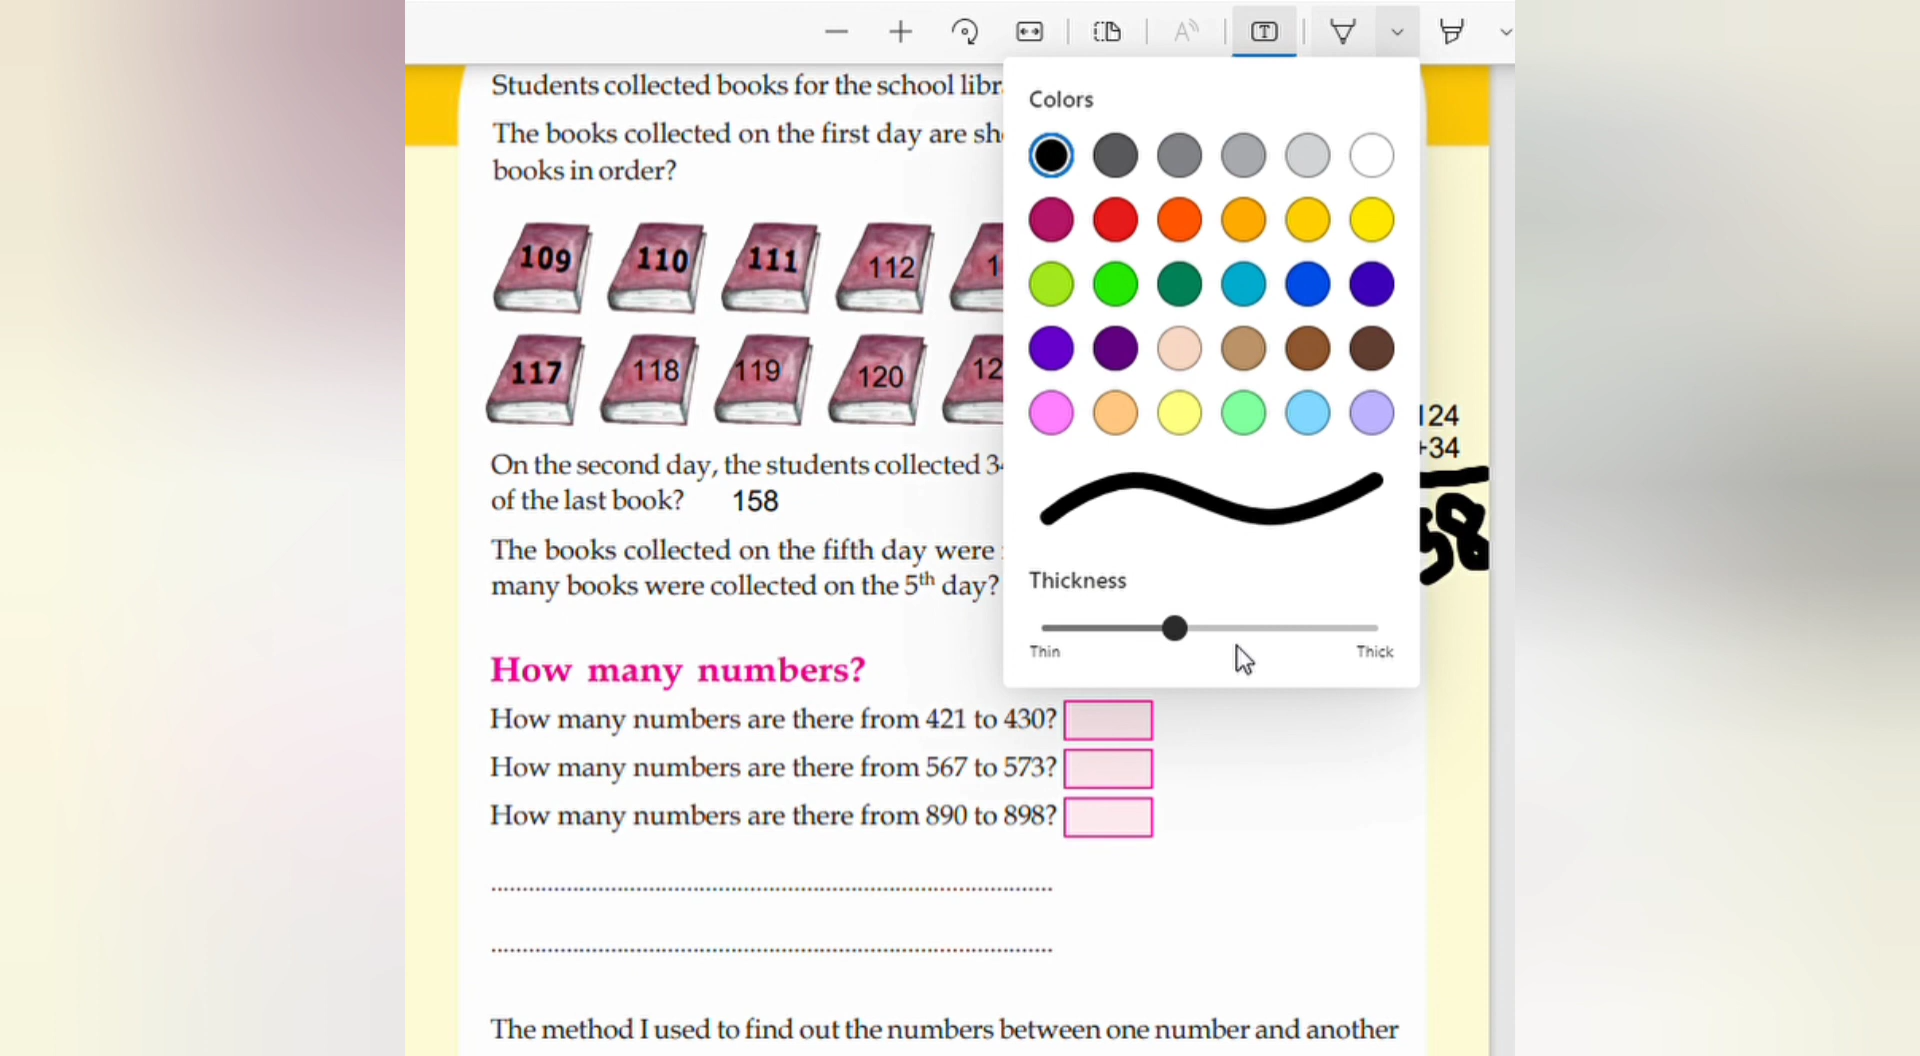 Students collected books for the school
The books collected on the first day are
books in order?
Colors
109 110 111 112
117 118 119 120
124
+34
58
On the second day, the students collected
of the last book? 158
The books collected on the fifth day were
many books were collected on the 5th day?
Thickness
Thin Thick
How many numbers?
How many numbers are there from 421 to 430?
How many numbers are there from 567 to 573?
How many numbers are there from 890 to 898?
The method I used to find out the numbers between one number and another